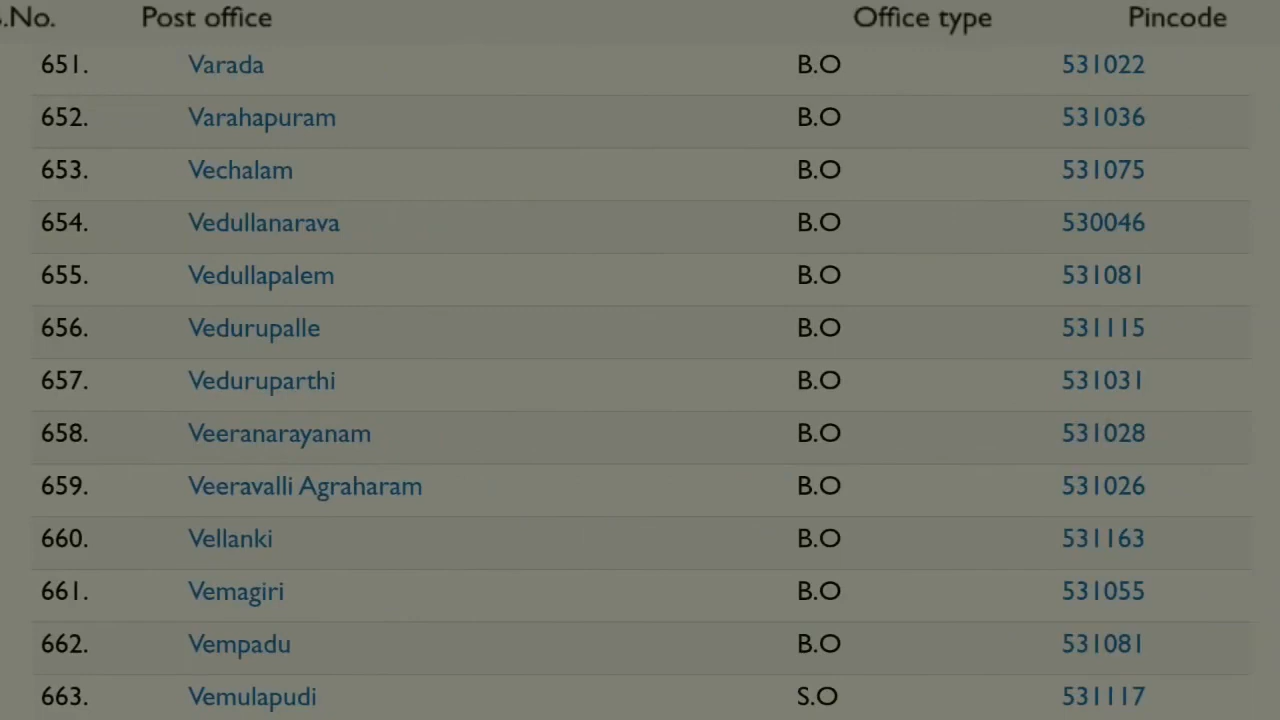 .No. Post office Office type Pincode
651. Varada B.O 531022
652. Varahapuram B.O 531036
653. Vechalam B.O 531075
654. Vedullanarava B.O 530046
655. Vedullapalem B.O 531081
656. Vedurupalle B.O 531115
657. Veduruparthi B.O 531031
658. Veeranarayanam B.O 531028
659. Veeravalli Agraharam B.O 531026
660. Vellanki B.O 531163
661. Vemagiri B.O 531055
662. Vempadu B.O 531081
663. Vemulapudi S.O 531117